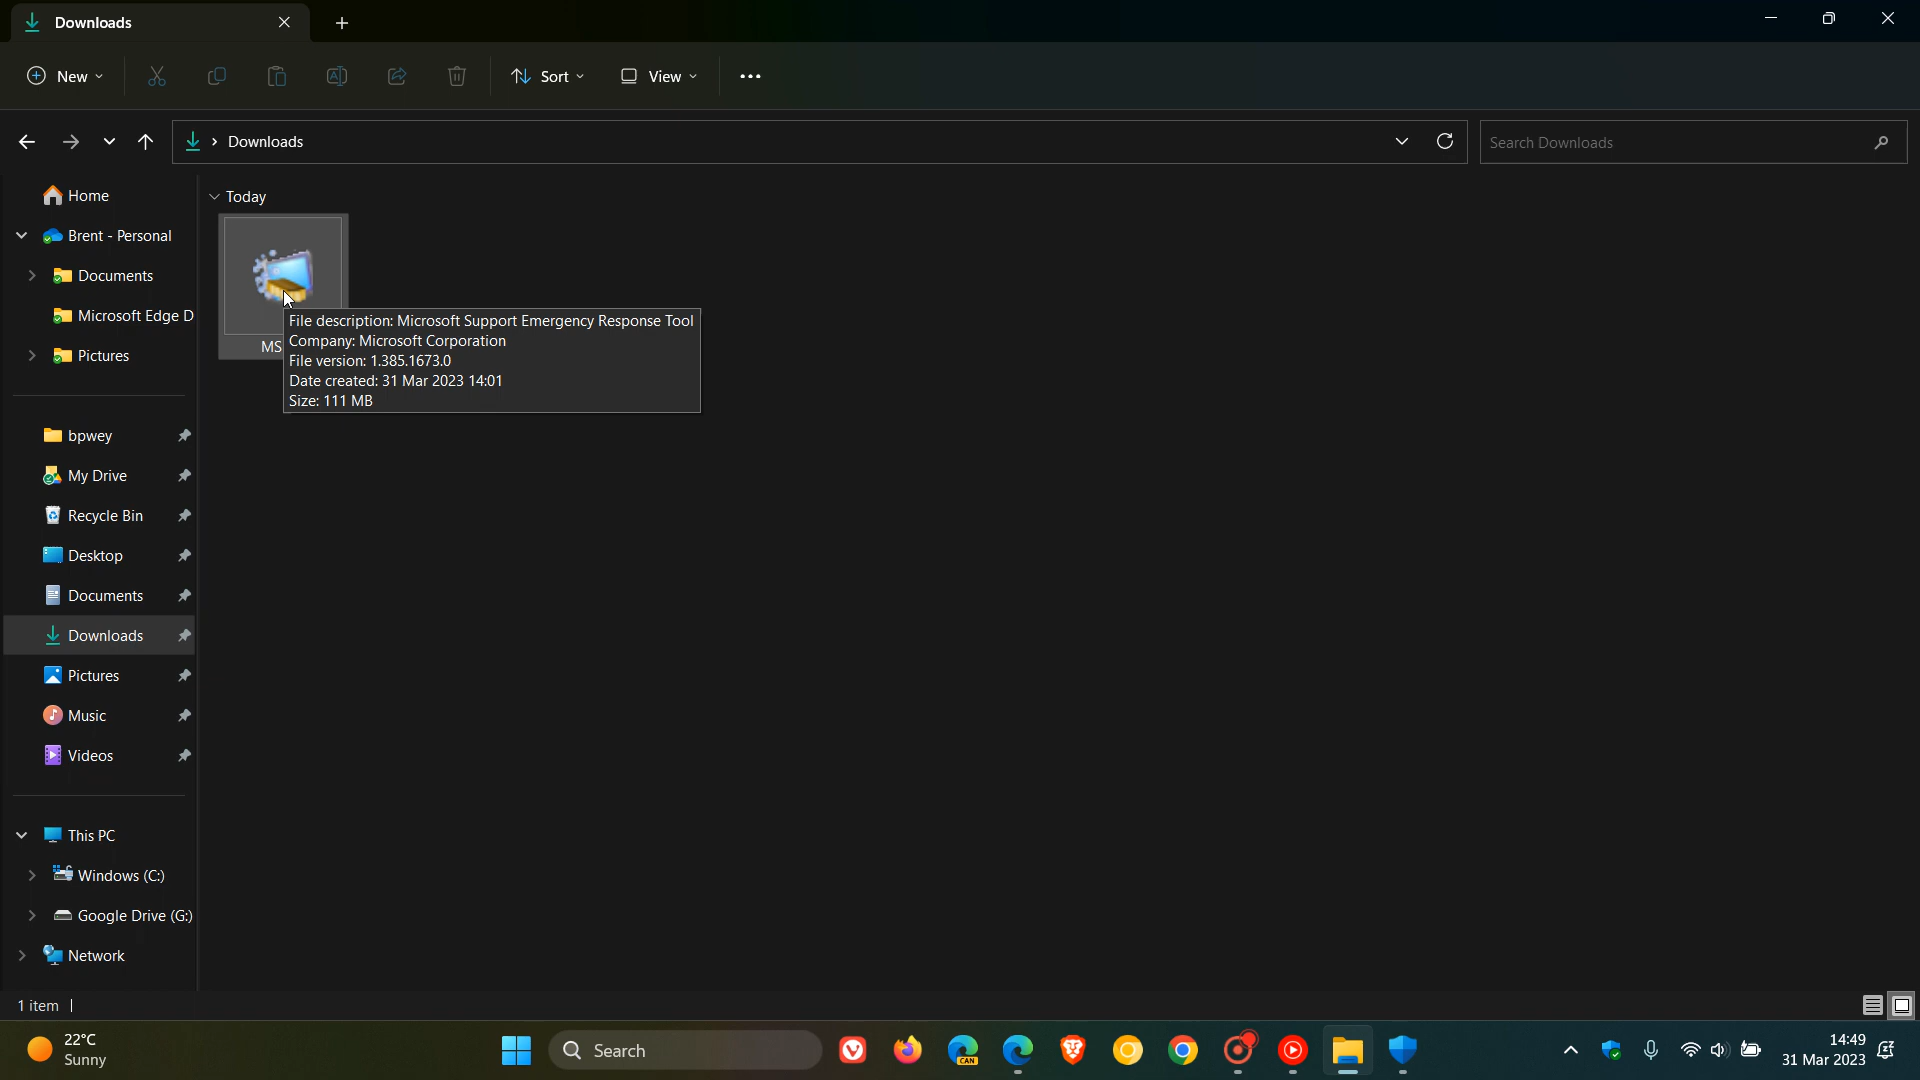 Downloads
New
Sort
View
Downloads
Search Downloads
Home
Brent - Personal
Documents
Microsoft Edge D
Pictures
bpwey
My Drive
Recycle Bin
Desktop
Documents
Downloads
Pictures
Music
Videos
This PC
Windows (C:)
Google Drive (G:)
Network
Today
MS
File description: Microsoft Support Emergency Response Tool
Company: Microsoft Corporation
File version: 1.385.1673.0
Date created: 31 Mar 2023 14:01
Size: 111 MB
1 item
22°C
Sunny
Search
CAN
14:49
31 Mar 2023